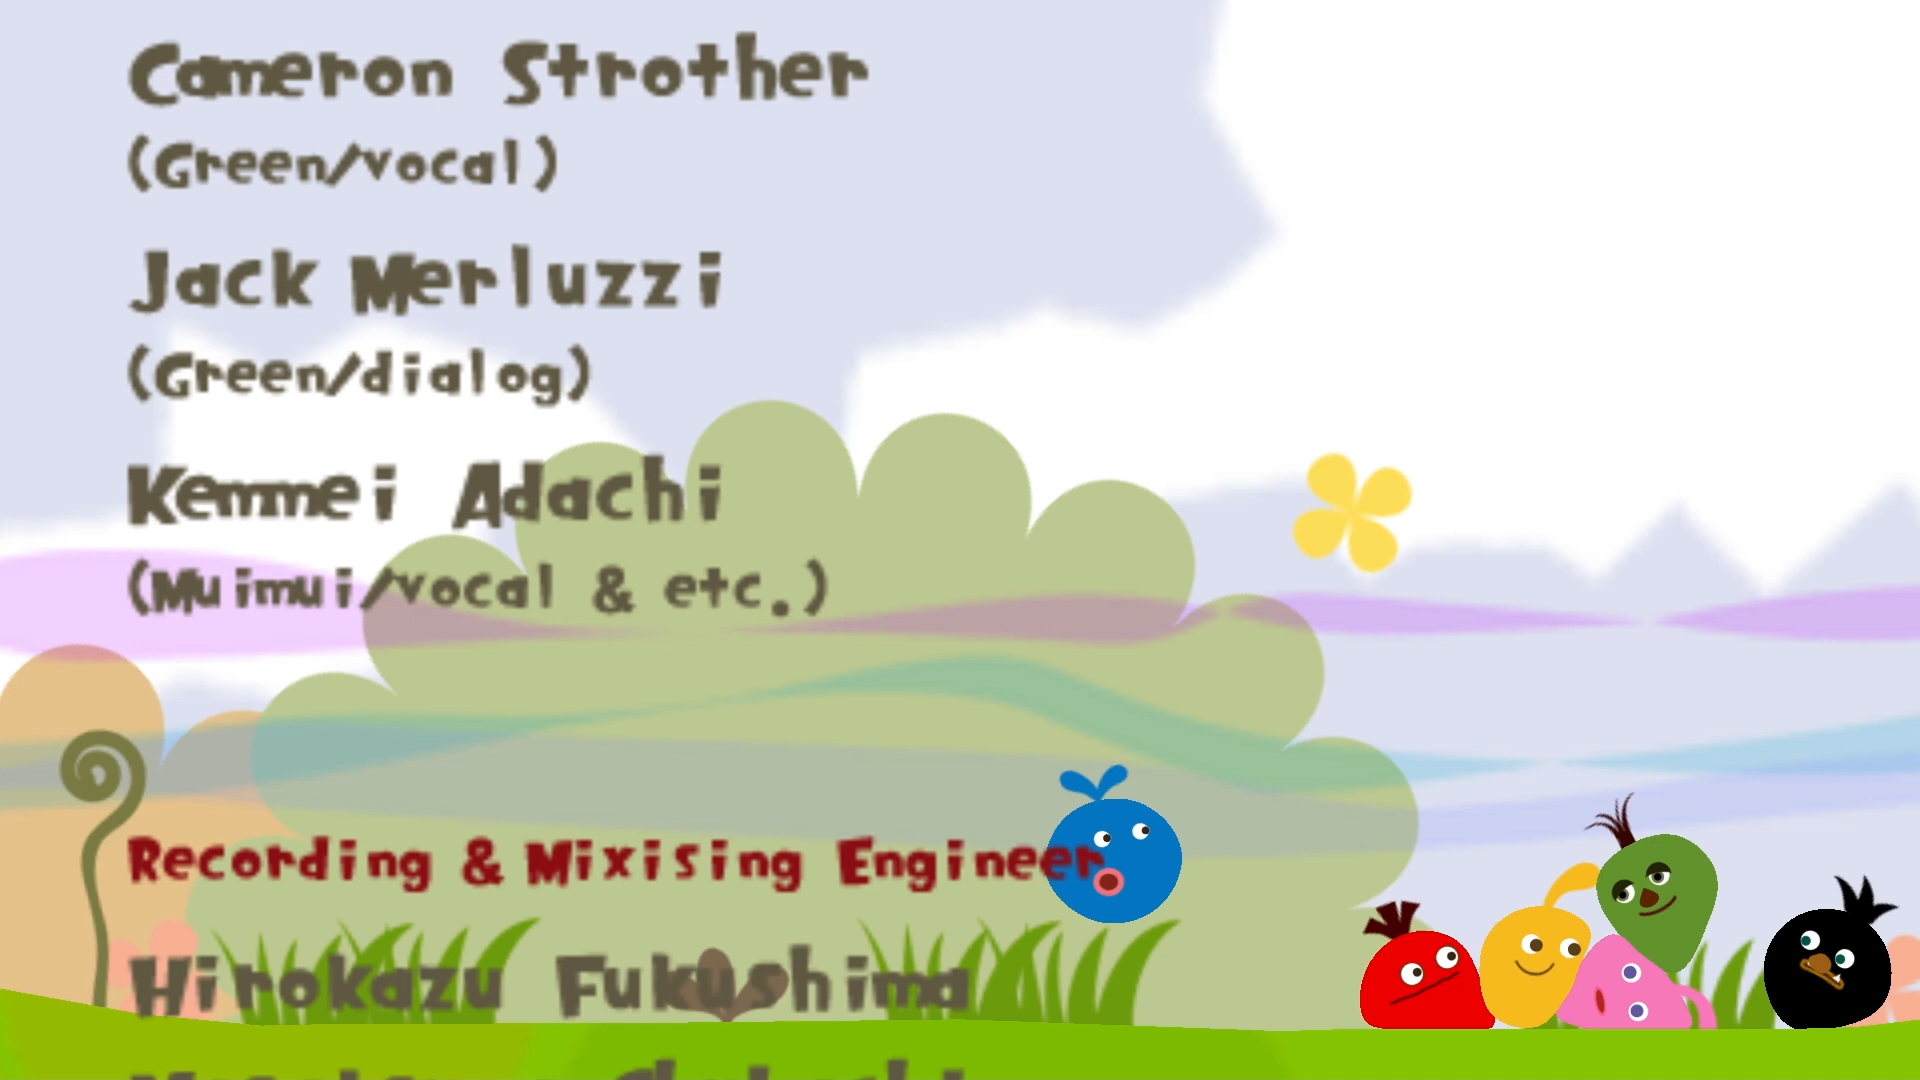 Cameron Strother
(Green/vocal)
Jack Merluzzi
(Green/dialog)
Kemmei Adachi
(Muimui/vocal & etc.)
Recording & Mixising Engineer
Hirokazu Fukushima